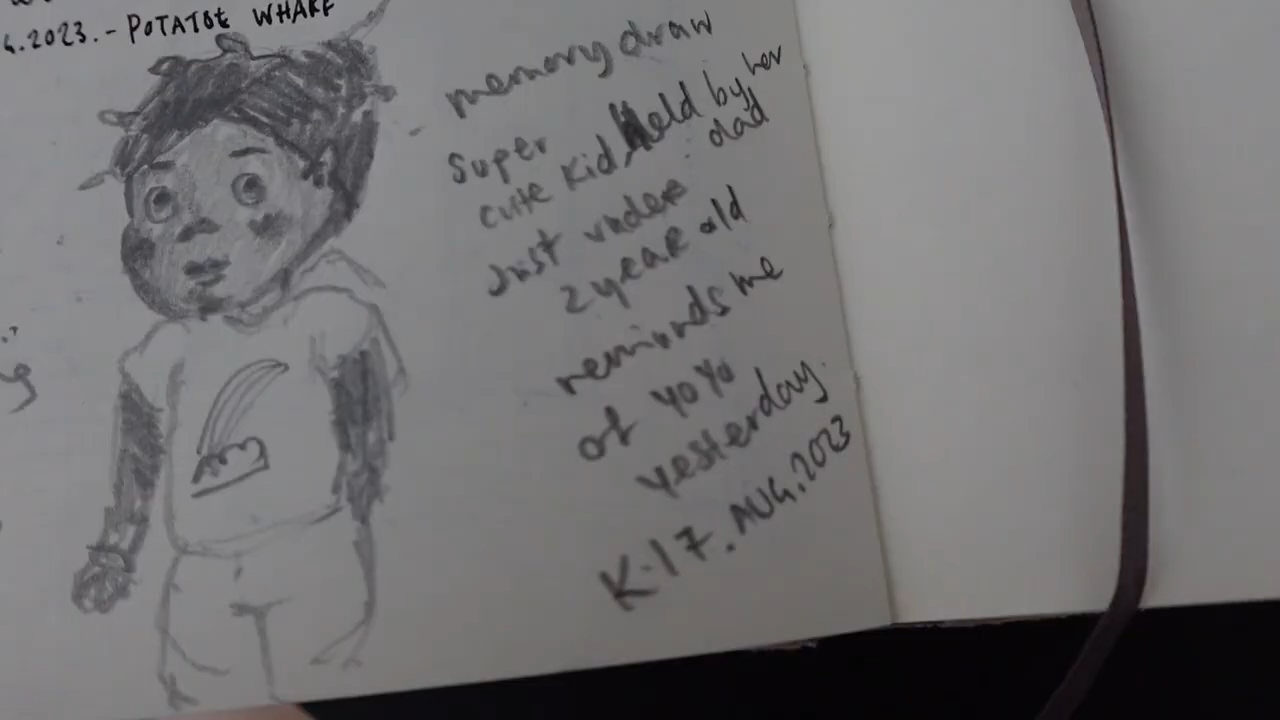 G.2023.- POTATOE WHARF
memory draw
super
cute kid held by her
dad
Just under
2 year old
reminds me
of YoYo
yesterday.
K.17.AUG.2023